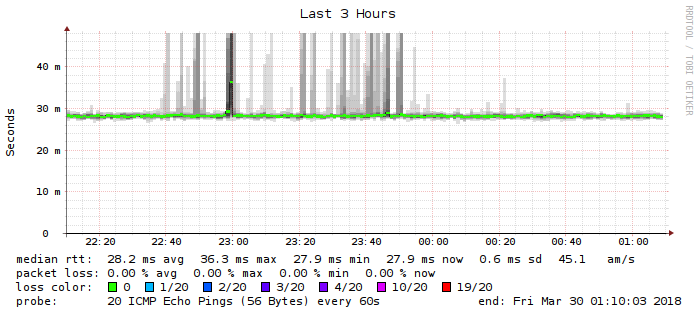 Last 3 Hours
RRDTOOL / TOBI OETIKER
Seconds
40 m
30 m
20 m
10 m
0
22:20 22:40 23:00 23:20 23:40 00:00 00:20 00:40 01:00
median rtt: 28.2 ms avg 36.3 ms max 27.9 ms min 27.9 ms now 0.6 ms sd 45.1 am/s
packet loss: 0.00 % avg 0.00 % max 0.00 % min 0.00 % now
loss color: 0 1/20 2/20 3/20 4/20 10/20 19/20
probe: 20 ICMP Echo Pings (56 Bytes) every 60s end: Fri Mar 30 01:10:03 2018